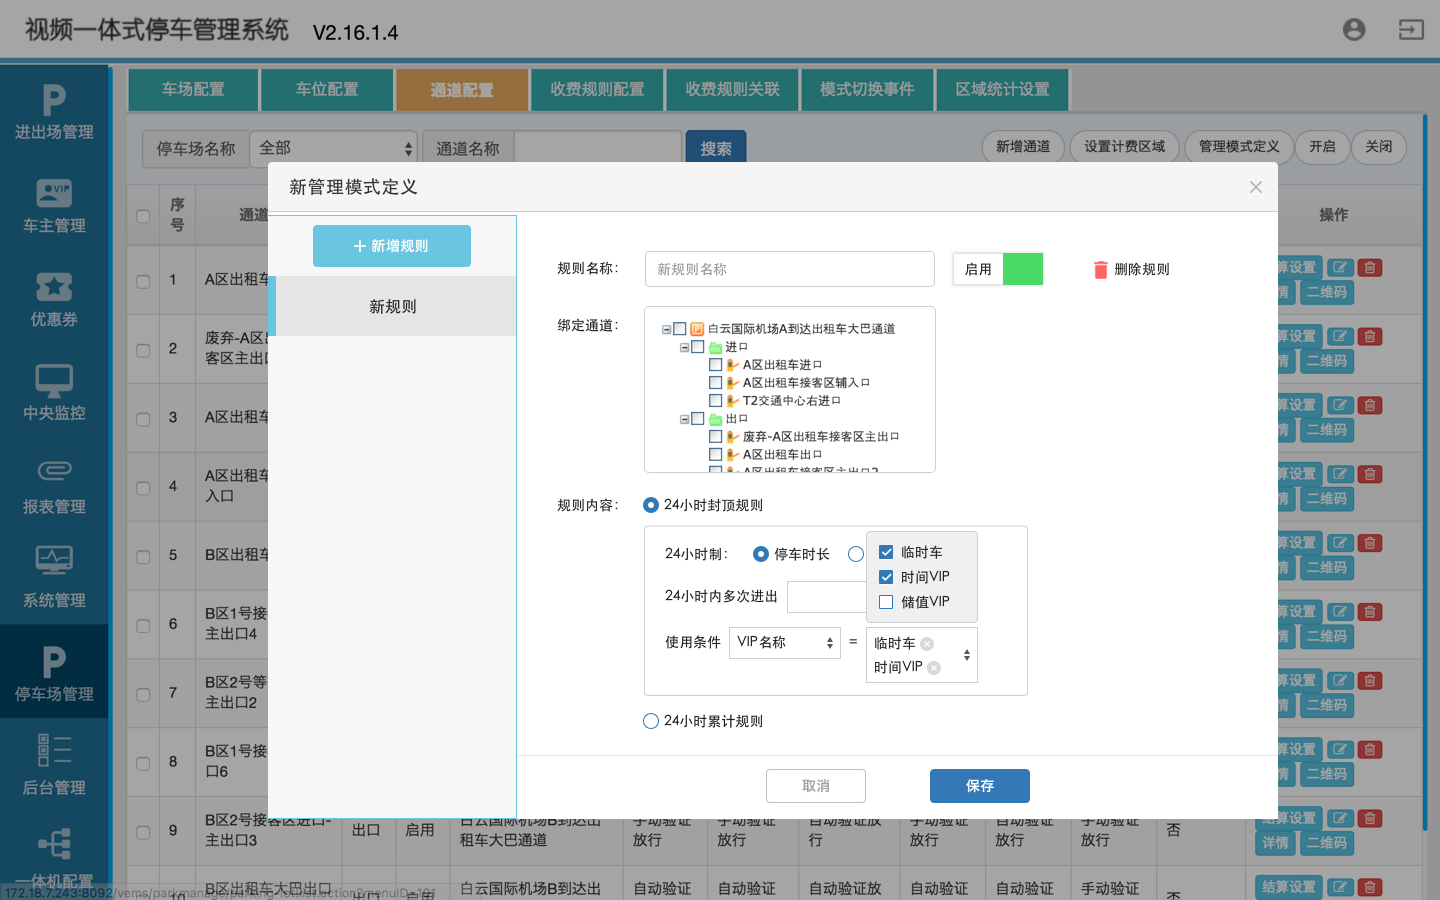 视频一体式停车管理系统 V2.16.1.4
车场配置 车位配置 通道配置 收费规则配置 收费规则关联 模式切换事件 区域统计设置
停车场名称 全部 通道名称 搜索 新增通道 设置计费区域 管理模式定义 开启 关闭
进出场管理
车主管理
优惠券
中央监控
报表管理
系统管理
停车场管理
后台管理
一体机配置
序号 通道 操作
新管理模式定义
+ 新增规则
新规则
规则名称: 新规则名称 启用 删除规则
绑定通道:
白云国际机场A到达出租车大巴通道
进口
A区出租车进口
A区出租车接客区辅入口
T2交通中心右进口
出口
废弃-A区出租车接客区主出口
A区出租车出口
A区出租车接客区主出口2
规则内容: 24小时封顶规则
24小时制: 停车时长
临时车
时间VIP
储值VIP
24小时内多次进出
使用条件 VIP名称 = 临时车
时间VIP
24小时累计规则
取消 保存
1 A区出租车 算设置
情 二维码
2 废弃-A区出 算设置
客区主出口 情 二维码
3 A区出租车 算设置
情 二维码
4 A区出租车 算设置
入口 情 二维码
5 B区出租车 算设置
情 二维码
6 B区1号接 算设置
主出口4 情 二维码
7 B区2号等 算设置
主出口2 情 二维码
8 B区1号接 算设置
口6 情 二维码
9 B区2号接客区进口- 出口 启用 白云国际机场B到达出 手动验证 手动验证 自动验证放 手动验证 自动验证 手动验证 否 结算设置
主出口3 租车大巴通道 放行 放行 行 放行 放行 放行 详情 二维码
10 B区出租车大巴出口 出口 启用 白云国际机场B到达出 自动验证 自动验证 自动验证放 自动验证 自动验证 手动验证 否 结算设置